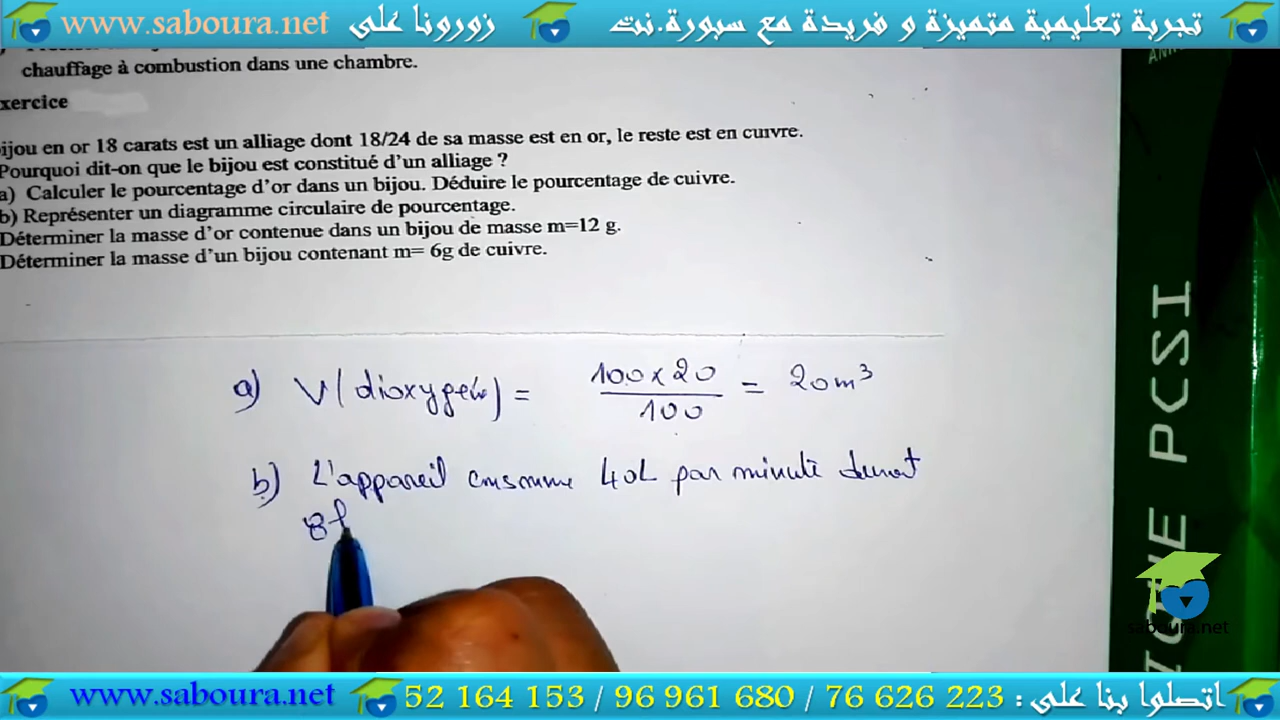 www.saboura.net زورونا على تجربة تعليمية متميزة و فريدة مع سبورة.نت
chauffage à combustion dans une chambre.
xercice
ijou en or 18 carats est un alliage dont 18/24 de sa masse est en or, le reste est en cuivre.
Pourquoi dit-on que le bijou est constitué d'un alliage ?
a) Calculer le pourcentage d'or dans un bijou. Déduire le pourcentage de cuivre.
b) Représenter un diagramme circulaire de pourcentage.
Déterminer la masse d'or contenue dans un bijou de masse m=12 g.
Déterminer la masse d'un bijou contenant m= 6g de cuivre.
a) V(dioxygène) = 100 x 20 / 100 = 20 m³
b) L'appareil consomme 40L par minute durant
8h
IQUE PCSI
saboura.net
www.saboura.net 52 164 153 / 96 961 680 / 76 626 223 : اتصلوا بنا على